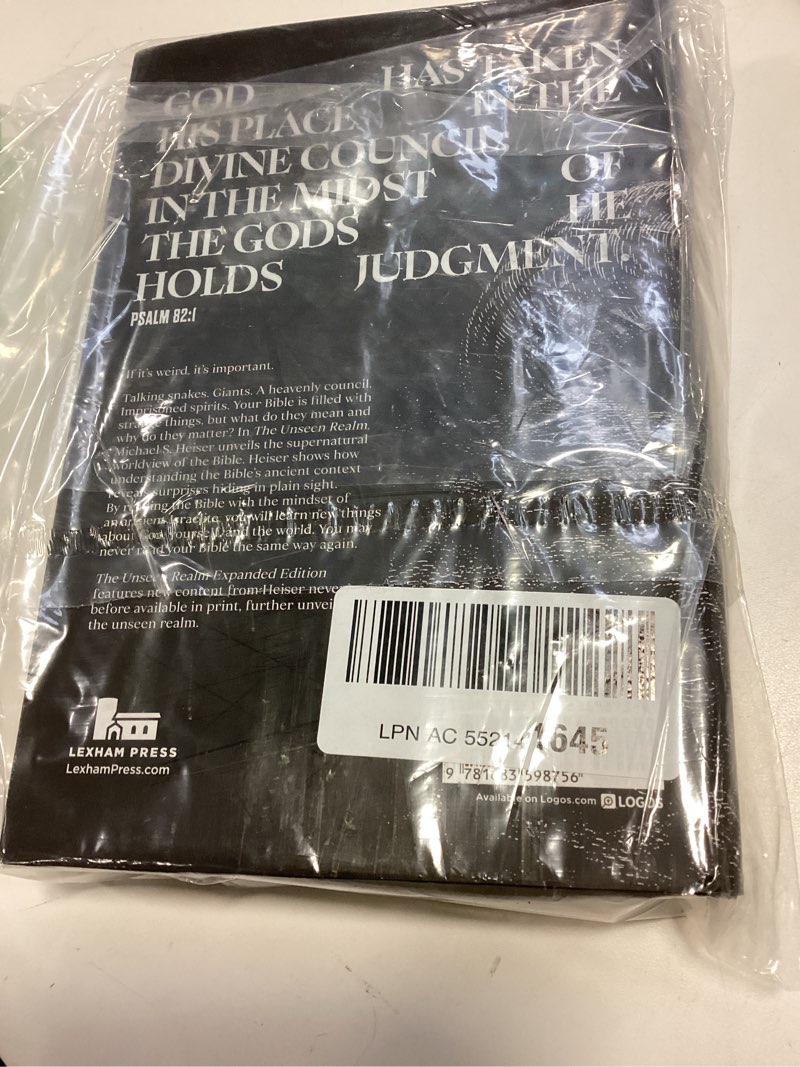 GOD HAS TAKEN
HIS PLACE IN THE
DIVINE COUNCIL
IN THE MIDST OF
THE GODS HE
HOLDS JUDGMENT.
PSALM 82:1
If it's weird, it's important.
Talking snakes. Giants. A heavenly council.
Imprisoned spirits. Your Bible is filled with
strange things, but what do they mean and
why do they matter? In The Unseen Realm,
Michael S. Heiser unveils the supernatural
worldview of the Bible. Heiser shows how
understanding the Bible's ancient context
reveals surprises hiding in plain sight.
By reading the Bible with the mindset of
an ancient Israelite, you will learn new things
about God, yourself, and the world. You may
never read your Bible the same way again.
The Unseen Realm Expanded Edition
features new content from Heiser never
before available in print, further unvei
the unseen realm.
LEXHAM PRESS
LexhamPress.com
LPN AC 55214 1645
9 781683 598756
Available on Logos.com LOGOS